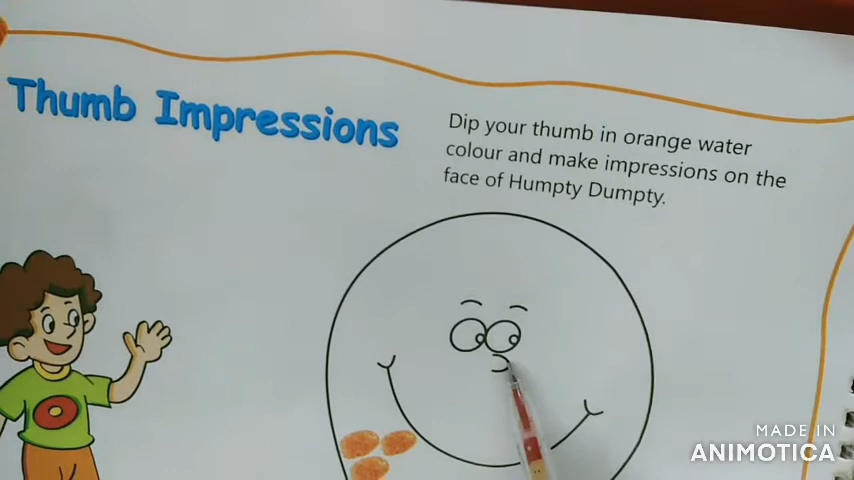 Thumb Impressions
Dip your thumb in orange water
colour and make impressions on the
face of Humpty Dumpty.
MADE IN
ANIMOTICA